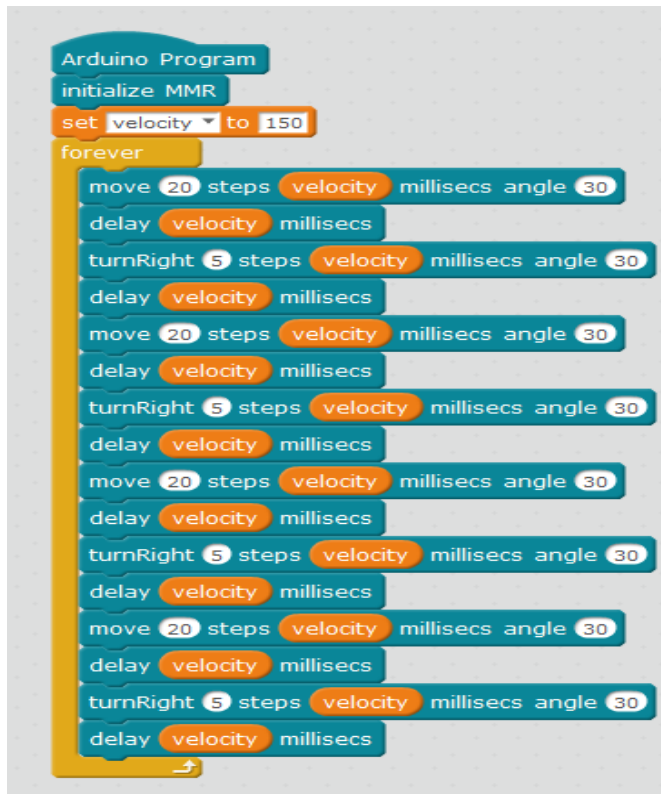 Arduino Program
initialize MMR
set velocity to 150
forever
move 20 steps velocity millisecs angle 30
delay velocity millisecs
turnRight 5 steps velocity millisecs angle 30
delay velocity millisecs
move 20 steps velocity millisecs angle 30
delay velocity millisecs
turnRight 5 steps velocity millisecs angle 30
delay velocity millisecs
move 20 steps velocity millisecs angle 30
delay velocity millisecs
turnRight 5 steps velocity millisecs angle 30
delay velocity millisecs
move 20 steps velocity millisecs angle 30
delay velocity millisecs
turnRight 5 steps velocity millisecs angle 30
delay velocity millisecs